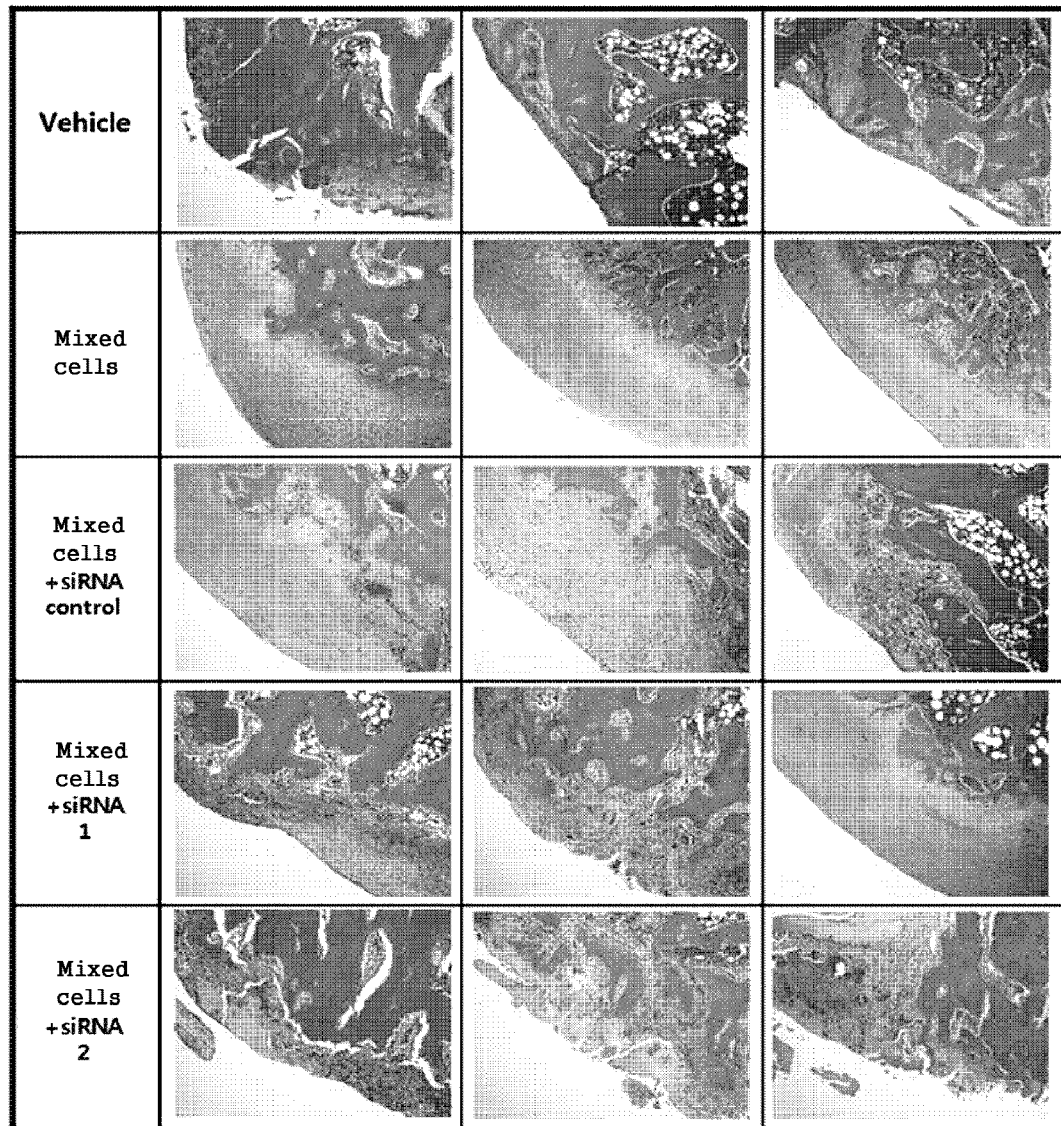 Vehicle
Mixed
cells
Mixed
cells
+siRNA
control
Mixed
cells
+siRNA
1
Mixed
cells
+siRNA
2